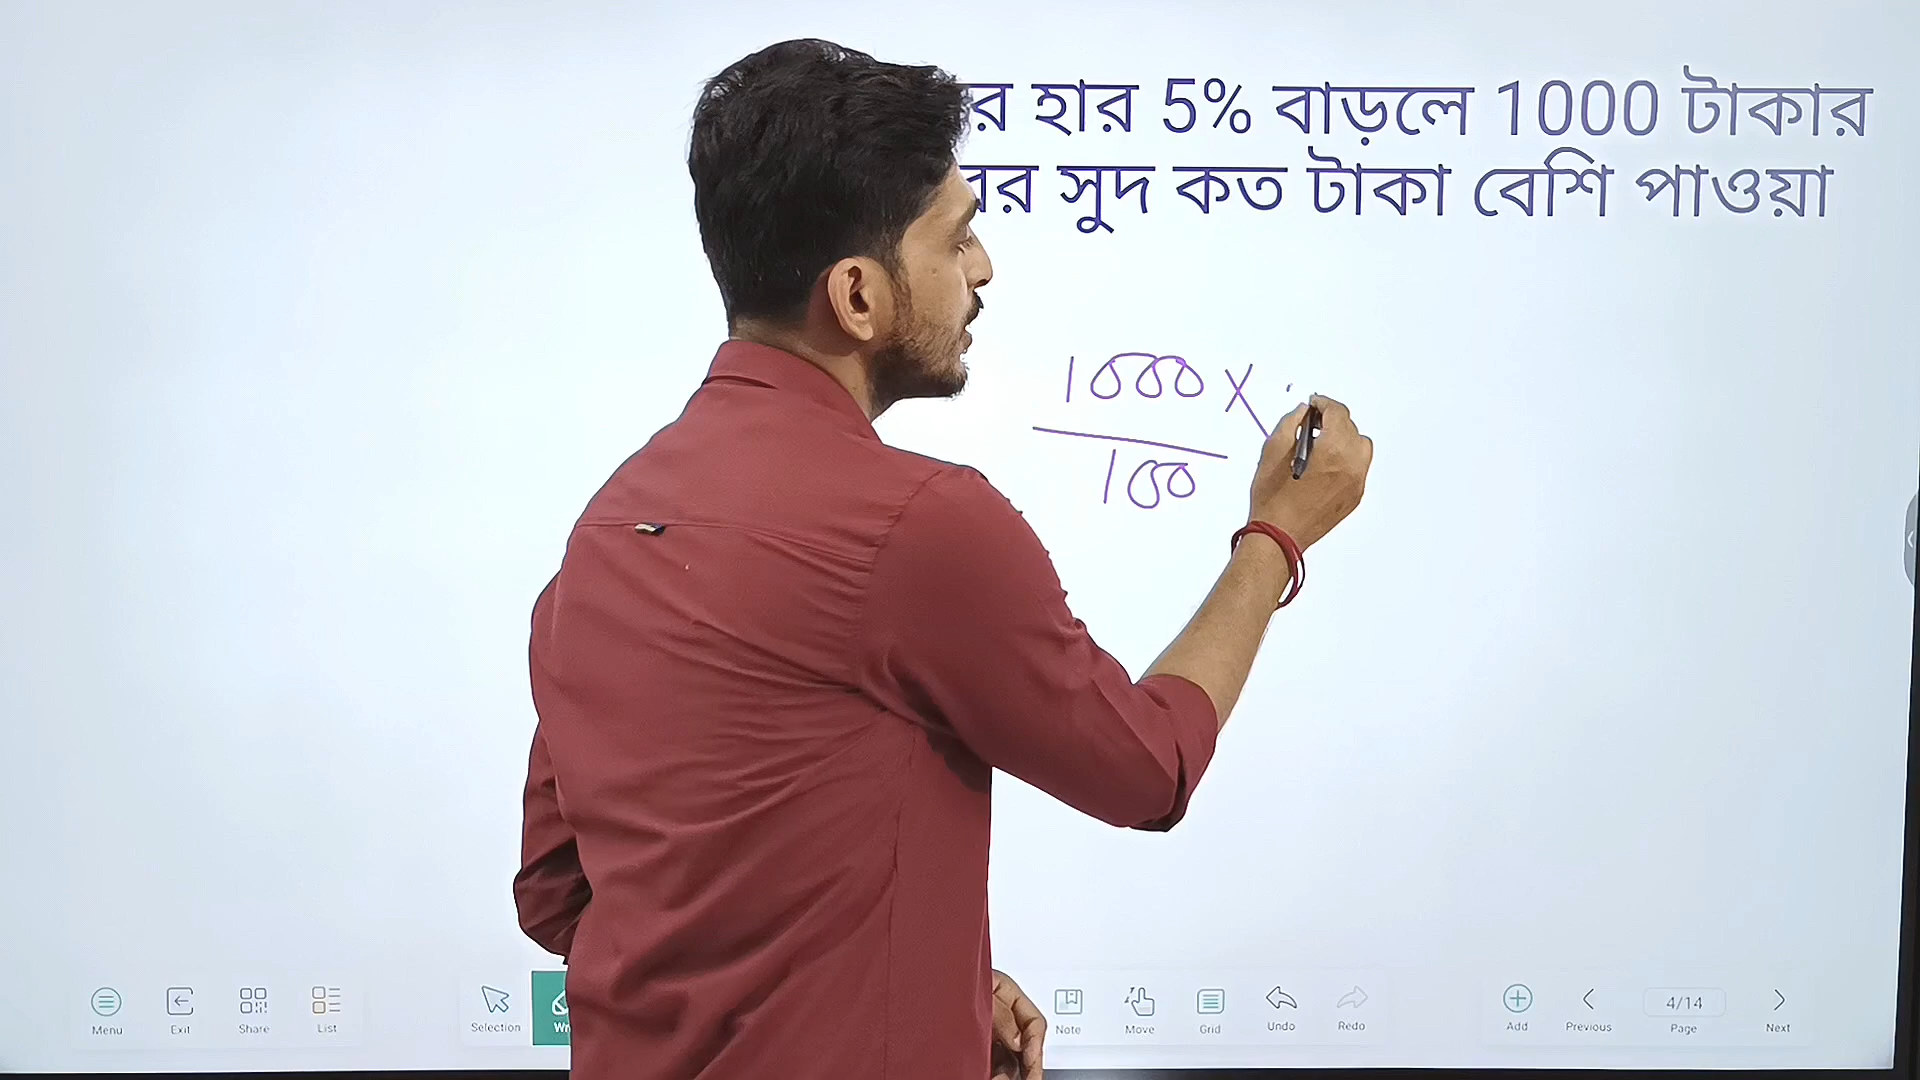 হার 5% বাড়লে 1000 টাকার
সুদ কত টাকা বেশি পাওয়া
1000 ×
100
Menu
Exit
Share
List
Selection
Note
Move
Grid
Undo
Redo
Add
Previous
4/14
Page
Next